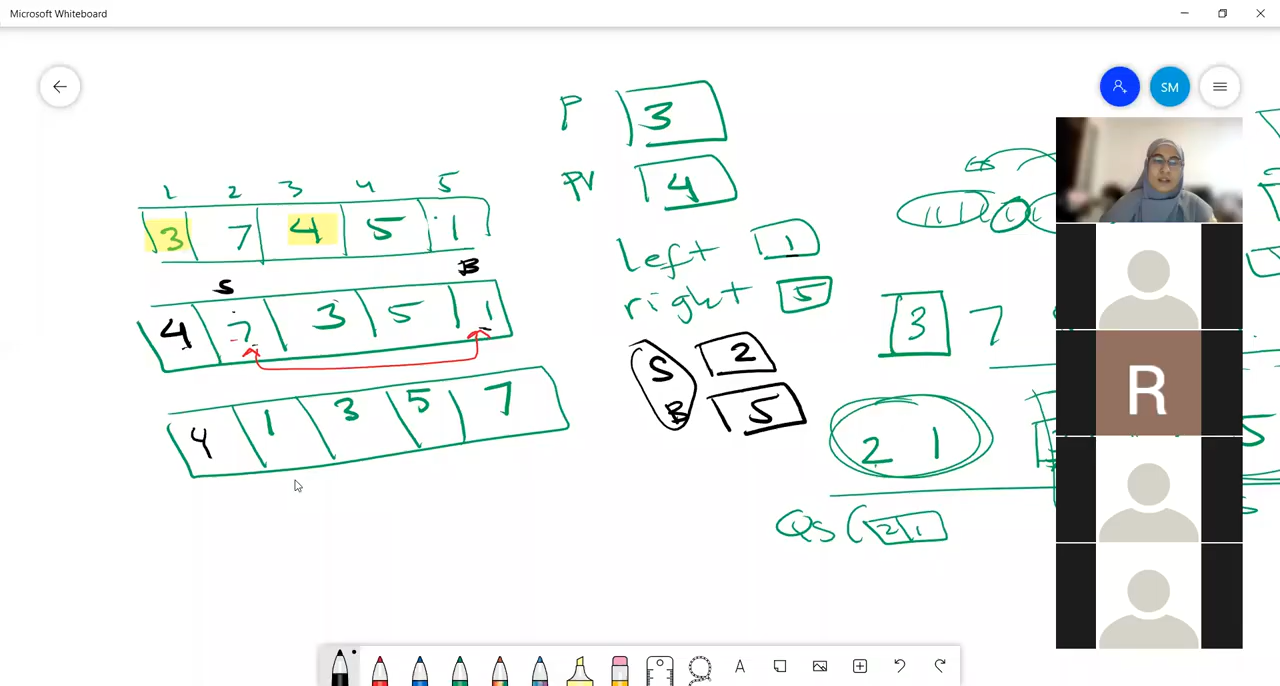 Microsoft Whiteboard
SM
P 3
PV 4
1 2 3 4 5
3 7 4 5 1
left 1
right 5
S B
4 7 3 5 1
S 2
B 5
4 1 3 5 7
3 7
2 1
5
QS ( 2 1
R
A